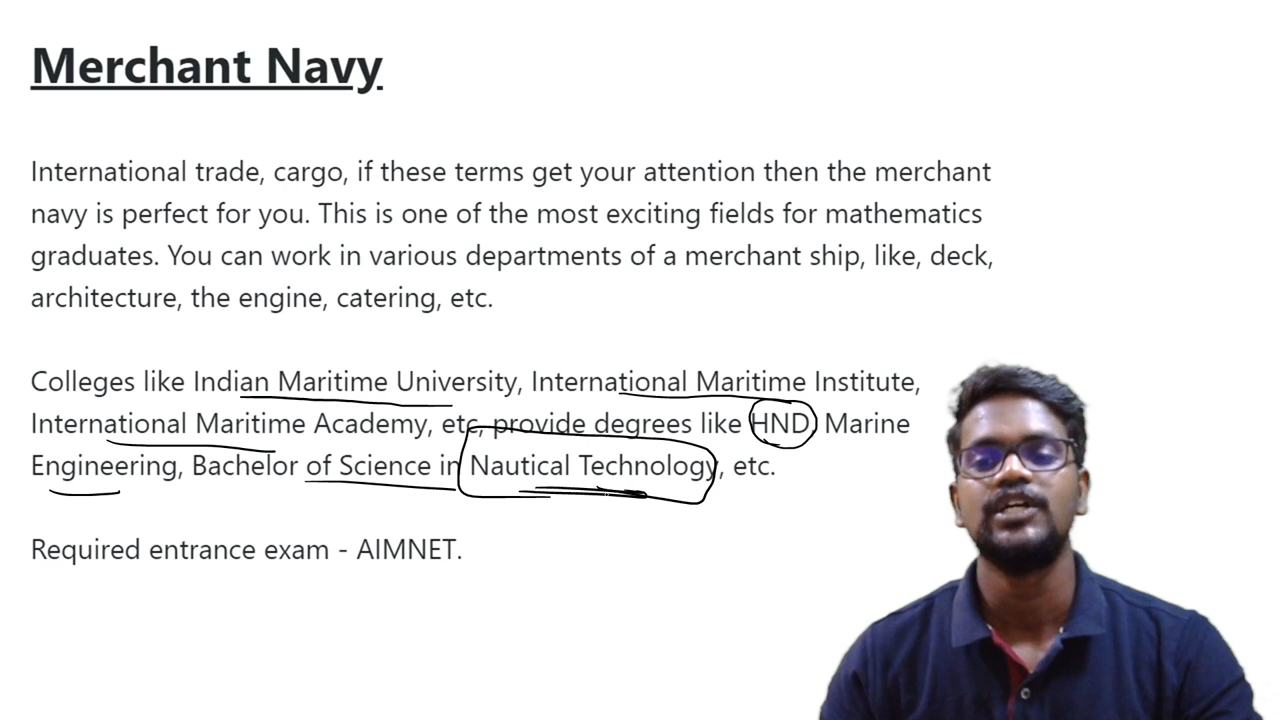 Merchant Navy
International trade, cargo, if these terms get your attention then the merchant
navy is perfect for you. This is one of the most exciting fields for mathematics
graduates. You can work in various departments of a merchant ship, like, deck,
architecture, the engine, catering, etc.
Colleges like Indian Maritime University, International Maritime Institute,
International Maritime Academy, etc, provide degrees like HND, Marine
Engineering, Bachelor of Science in Nautical Technology, etc.
Required entrance exam - AIMNET.